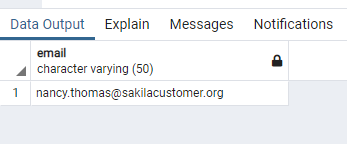 Data Output Explain Messages Notifications
email
character varying (50)
1 nancy.thomas@sakilacustomer.org